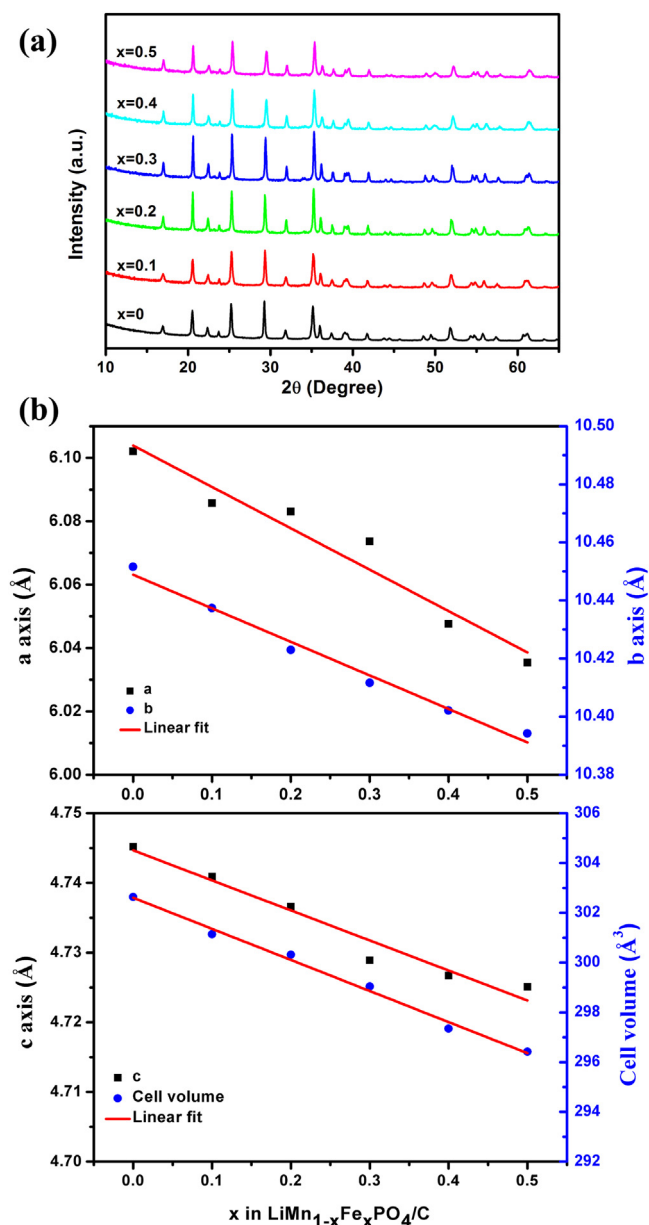 (a)
x=0.5
x=0.4
x=0.3
x=0.2
x=0.1
x=0
Intensity (a.u.)
10 20 30 40 50 60
2θ (Degree)
(b)
6.10
6.08
6.06
6.04
6.02
6.00
a axis (Å)
10.50
10.48
10.46
10.44
10.42
10.40
10.38
b axis (Å)
a
b
Linear fit
0.0 0.1 0.2 0.3 0.4 0.5
4.75
4.74
4.73
4.72
4.71
4.70
c axis (Å)
306
304
302
300
298
296
294
292
Cell volume (Å³)
c
Cell volume
Linear fit
0.0 0.1 0.2 0.3 0.4 0.5
x in LiMn₁₋ₓFeₓPO₄/C